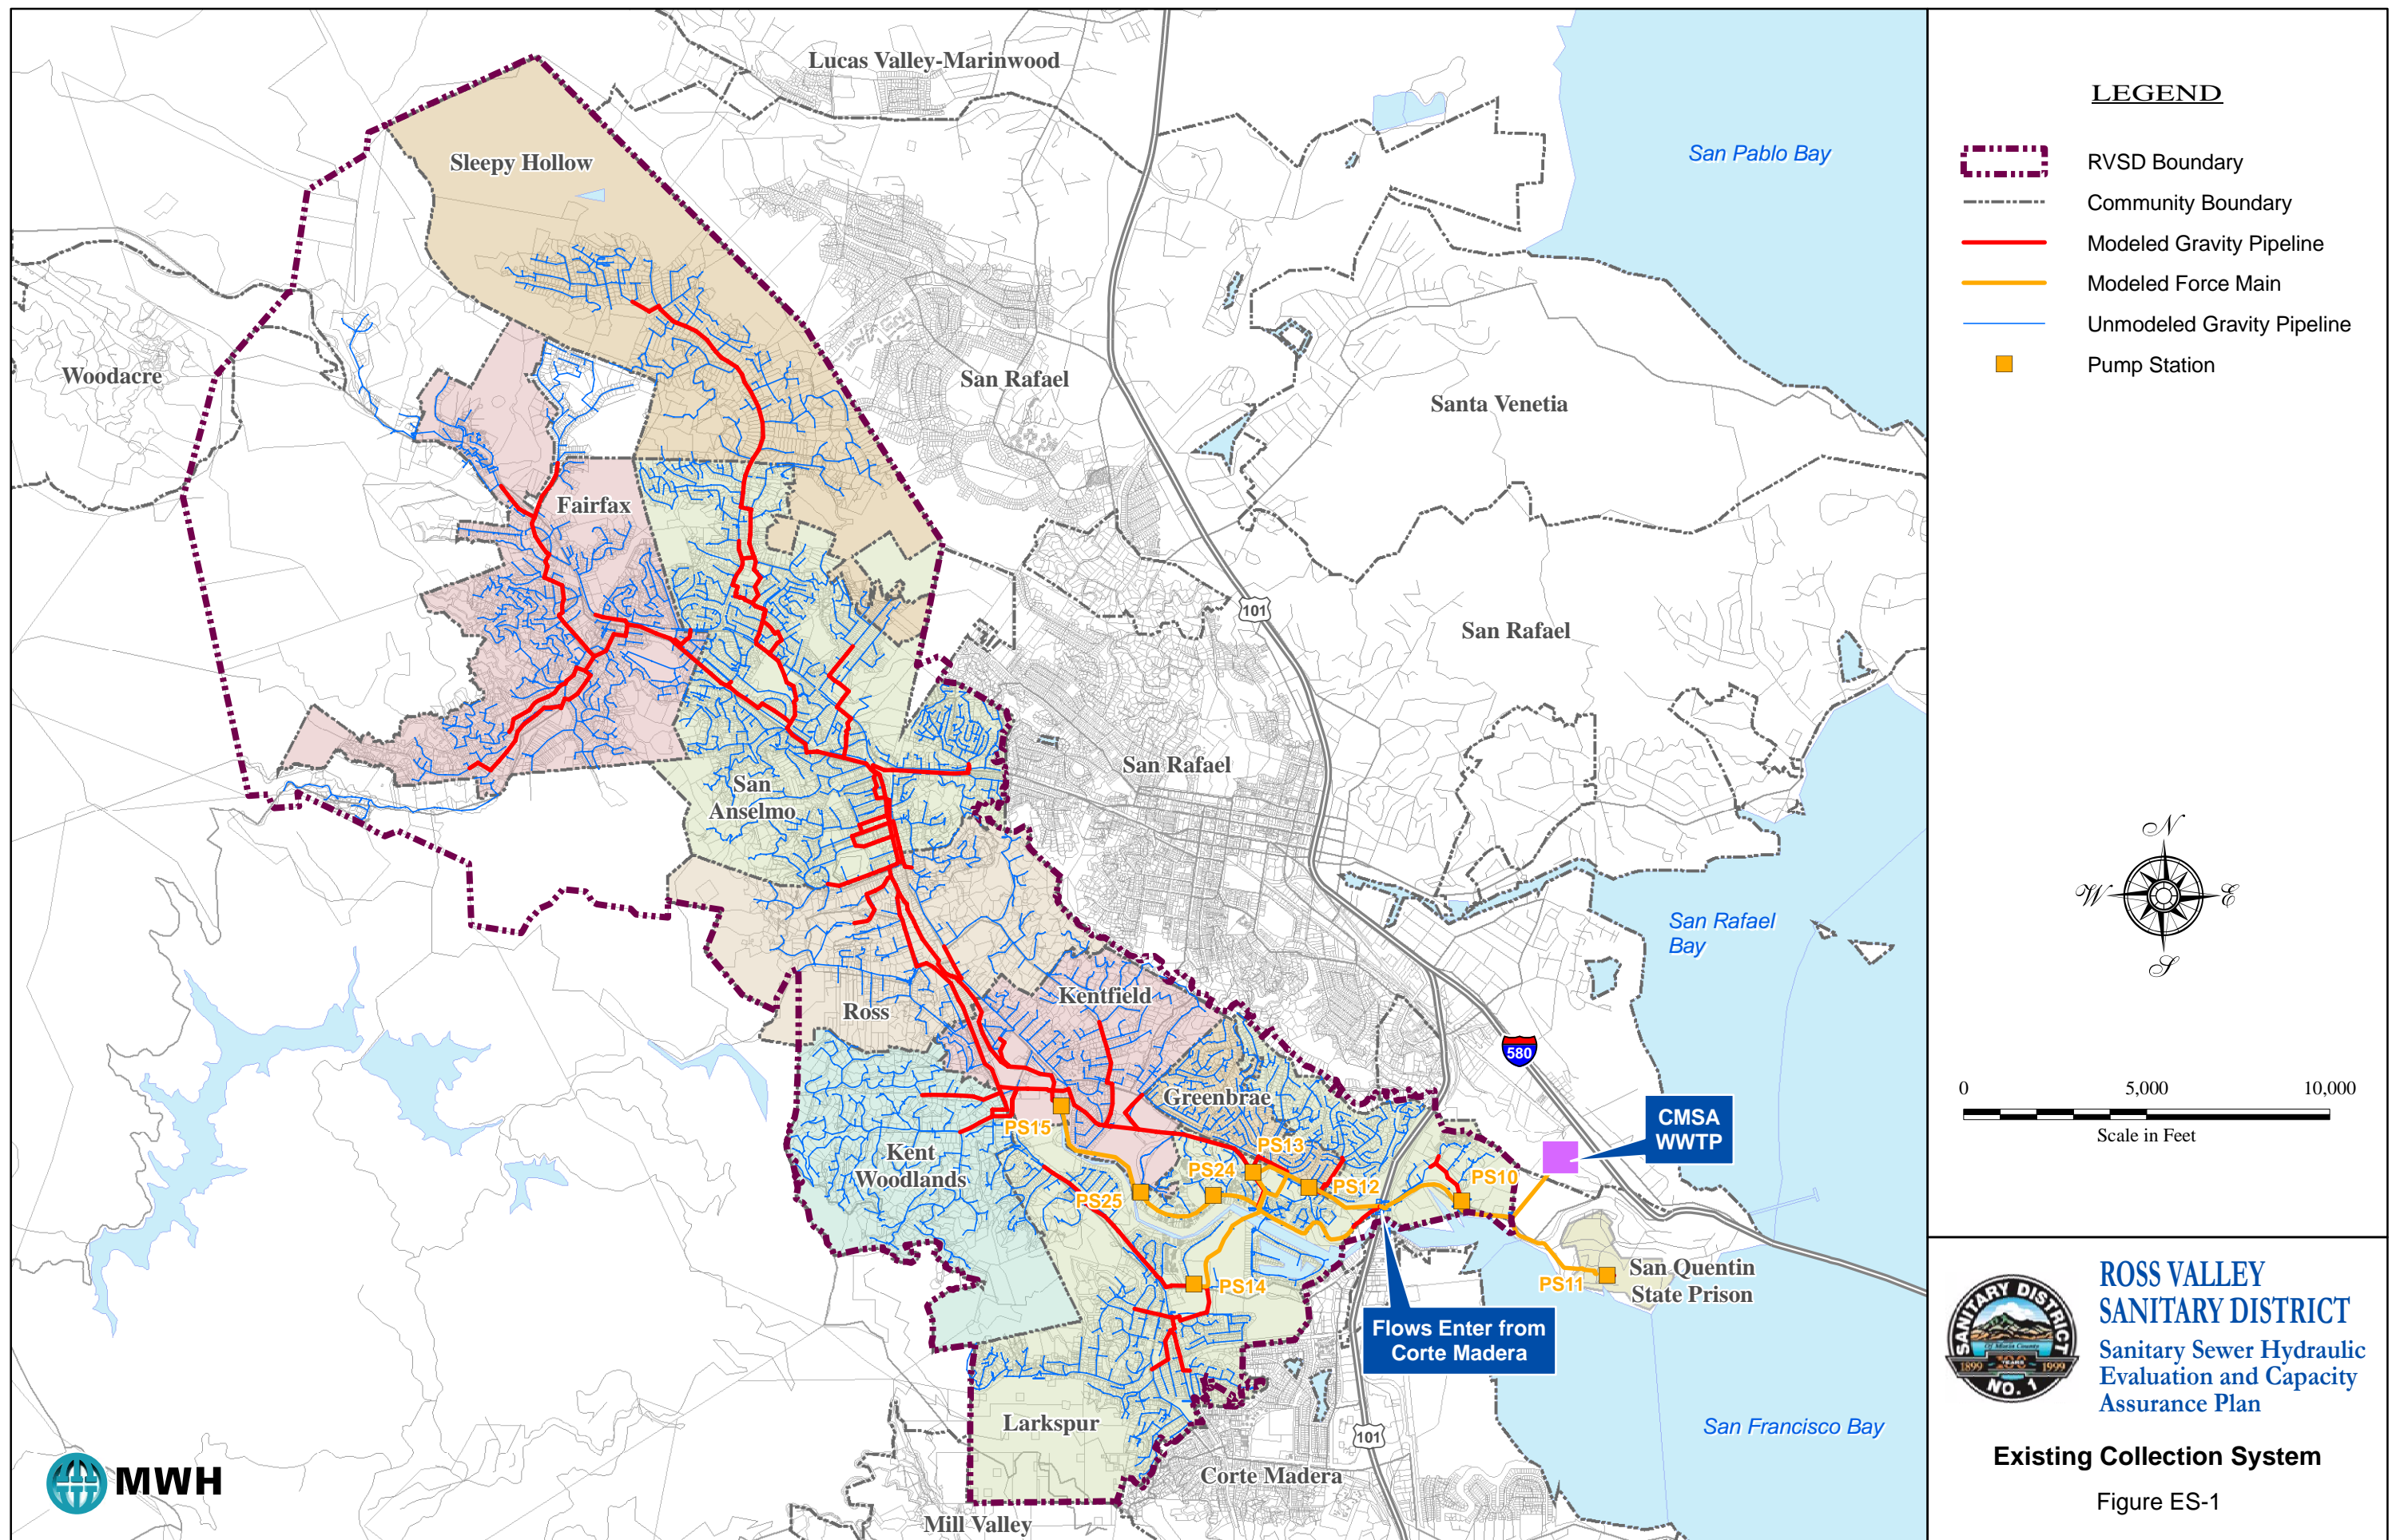 Lucas Valley-Marinwood
Sleepy Hollow
San Pablo Bay
Woodacre
San Rafael
Santa Venetia
Fairfax
101
San Rafael
San Rafael
San
Anselmo
San Rafael
Bay
Ross
Kentfield
580
Greenbrae
CMSA
WWTP
PS15
PS13
Kent
Woodlands
PS24
PS12
PS10
PS25
San Quentin
State Prison
PS11
PS14
Flows Enter from
Corte Madera
Larkspur
San Francisco Bay
101
Corte Madera
Mill Valley
MWH
LEGEND
RVSD Boundary
Community Boundary
Modeled Gravity Pipeline
Modeled Force Main
Unmodeled Gravity Pipeline
Pump Station
N
W
E
S
0 5,000 10,000
Scale in Feet
SANITARY DISTRICT
Of Marin County
1899 100 YEARS 1999
NO. 1
ROSS VALLEY
SANITARY DISTRICT
Sanitary Sewer Hydraulic
Evaluation and Capacity
Assurance Plan
Existing Collection System
Figure ES-1